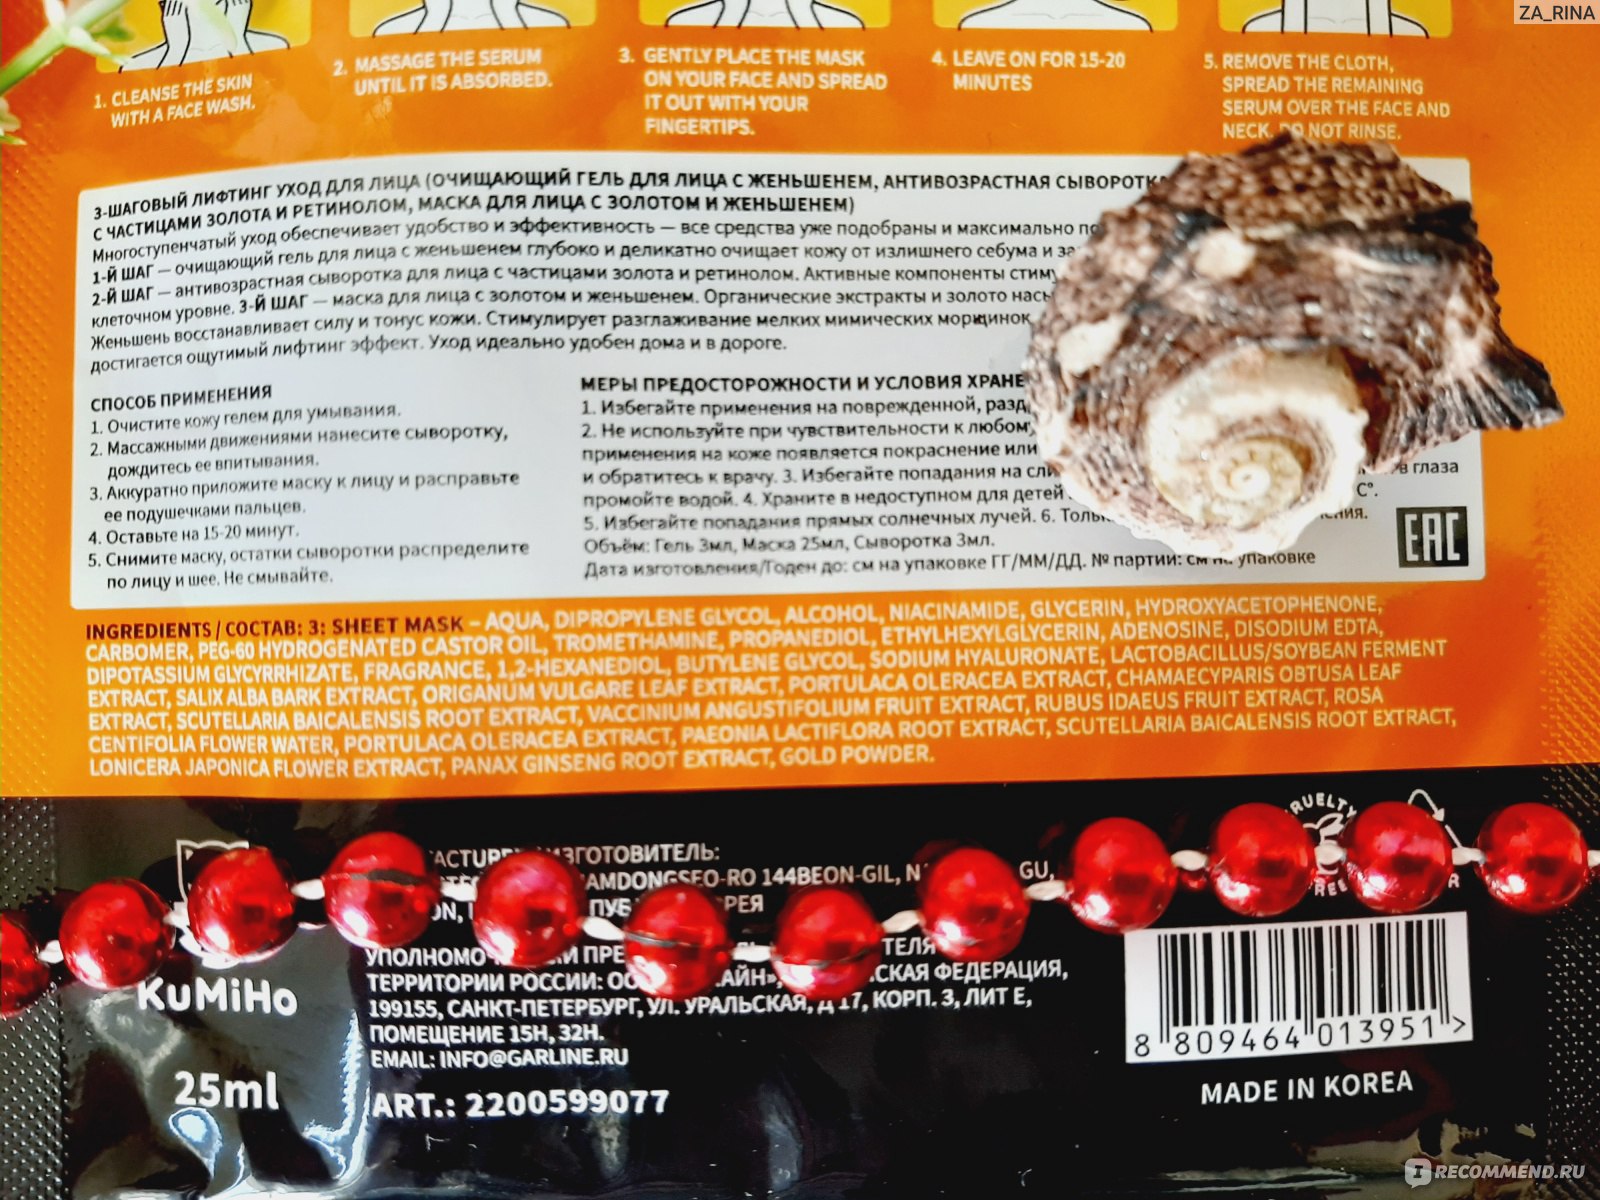 ZA_RINA
1. CLEANSE THE SKIN
WITH A FACE WASH.
2. MASSAGE THE SERUM
UNTIL IT IS ABSORBED.
3. GENTLY PLACE THE MASK
ON YOUR FACE AND SPREAD
IT OUT WITH YOUR
FINGERTIPS.
4. LEAVE ON FOR 15-20
MINUTES
5. REMOVE THE CLOTH,
SPREAD THE REMAINING
SERUM OVER THE FACE AND
NECK. DO NOT RINSE.
3-ШАГОВЫЙ ЛИФТИНГ УХОД ДЛЯ ЛИЦА (ОЧИЩАЮЩИЙ ГЕЛЬ ДЛЯ ЛИЦА С ЖЕНЬШЕНЕМ, АНТИВОЗРАСТНАЯ СЫВОРОТКА
С ЧАСТИЦАМИ ЗОЛОТА И РЕТИНОЛОМ, МАСКА ДЛЯ ЛИЦА С ЗОЛОТОМ И ЖЕНЬШЕНЕМ)
Многоступенчатый уход обеспечивает удобство и эффективность — все средства уже подобраны и максимально
1-Й ШАГ — очищающий гель для лица с женьшенем глубоко и деликатно очищает кожу от излишнего себума и
2-Й ШАГ — антивозрастная сыворотка для лица с частицами золота и ретинолом. Активные компоненты
клеточном уровне. 3-Й ШАГ — маска для лица с золотом и женьшенем. Органические экстракты и золото
Женьшень восстанавливает силу и тонус кожи. Стимулирует разглаживание мелких мимических морщинок
достигается ощутимый лифтинг эффект. Уход идеально удобен дома и в дороге.
СПОСОБ ПРИМЕНЕНИЯ
1. Очистите кожу гелем для умывания.
2. Массажными движениями нанесите сыворотку,
дождитесь ее впитывания.
3. Аккуратно приложите маску к лицу и расправьте
ее подушечками пальцев.
4. Оставьте на 15-20 минут.
5. Снимите маску, остатки сыворотки распределите
по лицу и шее. Не смывайте.
МЕРЫ ПРЕДОСТОРОЖНОСТИ И УСЛОВИЯ ХРАНЕ
1. Избегайте применения на поврежденной,
2. Не используйте при чувствительности к
применения на коже появляется покраснение или
и обратитесь к врачу. 3. Избегайте попадания на в глаза
промойте водой. 4. Храните в недоступном для детей С°.
5. Избегайте попадания прямых солнечных лучей. 6.
Объём: Гель 3мл, Маска 25мл, Сыворотка 3мл.
Дата изготовления/Годен до: см на упаковке ГГ/ММ/ДД. № партии: см на упаковке
EAC
INGREDIENTS / СОСТАВ: 3: SHEET MASK – AQUA, DIPROPYLENE GLYCOL, ALCOHOL, NIACINAMIDE, GLYCERIN, HYDROXYACETOPHENONE,
CARBOMER, PEG-60 HYDROGENATED CASTOR OIL, TROMETHAMINE, PROPANEDIOL, ETHYLHEXYLGLYCERIN, ADENOSINE, DISODIUM EDTA,
DIPOTASSIUM GLYCYRRHIZATE, FRAGRANCE, 1,2-HEXANEDIOL, BUTYLENE GLYCOL, SODIUM HYALURONATE, LACTOBACILLUS/SOYBEAN FERMENT
EXTRACT, SALIX ALBA BARK EXTRACT, ORIGANUM VULGARE LEAF EXTRACT, PORTULACA OLERACEA EXTRACT, CHAMAECYPARIS OBTUSA LEAF
EXTRACT, SCUTELLARIA BAICALENSIS ROOT EXTRACT, VACCINIUM ANGUSTIFOLIUM FRUIT EXTRACT, RUBUS IDAEUS FRUIT EXTRACT, ROSA
CENTIFOLIA FLOWER WATER, PORTULACA OLERACEA EXTRACT, PAEONIA LACTIFLORA ROOT EXTRACT, SCUTELLARIA BAICALENSIS ROOT EXTRACT,
LONICERA JAPONICA FLOWER EXTRACT, PANAX GINSENG ROOT EXTRACT, GOLD POWDER.
ИЗГОТОВИТЕЛЬ:
NAMDONGSEO-RO 144BEON-GIL, GU,
ТЕРРИТОРИИ РОССИИ: ФЕДЕРАЦИЯ,
199155, САНКТ-ПЕТЕРБУРГ, УЛ. УРАЛЬСКАЯ, Д 17, КОРП. 3, ЛИТ Е,
ПОМЕЩЕНИЕ 15Н, 32Н.
EMAIL: INFO@GARLINE.RU
ART.: 2200599077
KUMIHO
25ml
8 809464 013951 >
MADE IN KOREA
IRECOMMEND.RU